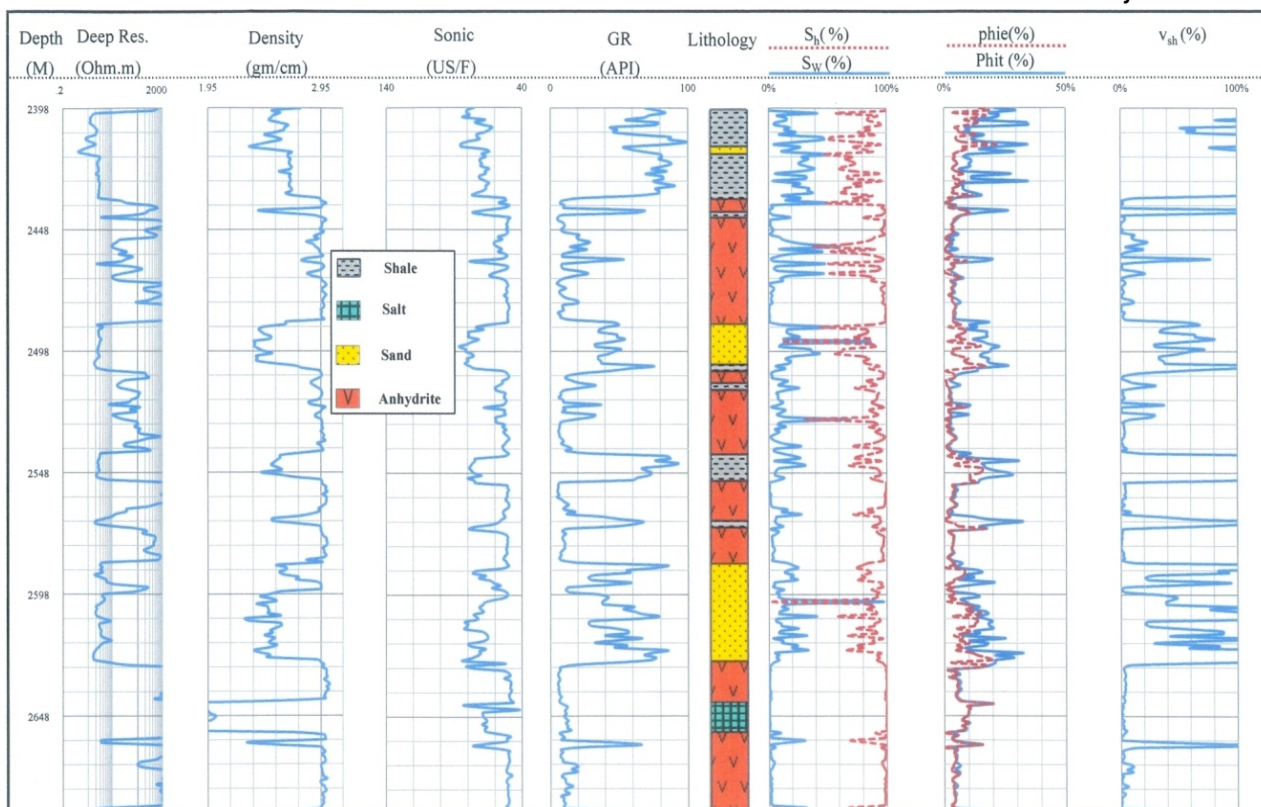 Depth Deep Res. Density Sonic GR Lithology Sh(%) phie(%) vsh(%)
(M) (Ohm.m) (gm/cm) (US/F) (API) SW(%) Phit (%)
.2 2000 1.95 2.95 140 40 0 100 0% 100% 0% 50% 0% 100%
2398
2448
Shale
Salt
2498
Sand
Anhydrite
2548
2598
2648